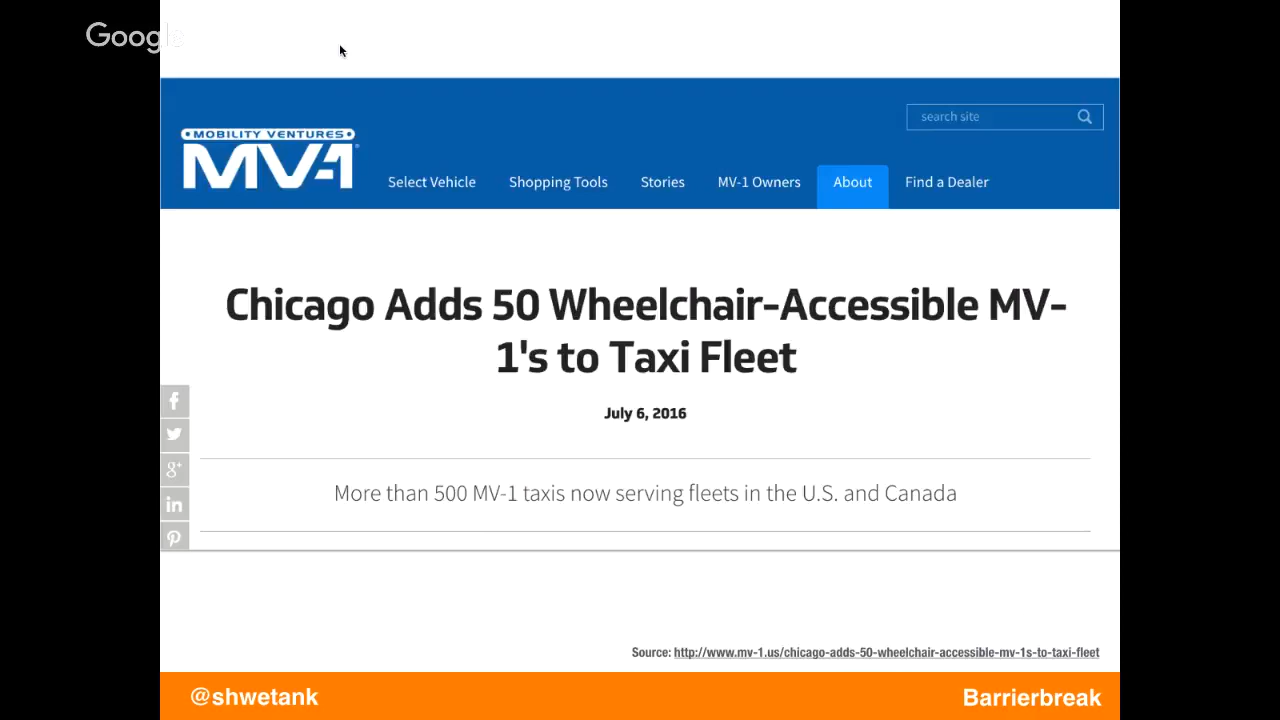 Google
search site
MOBILITY VENTURES
MV-1
Select Vehicle Shopping Tools Stories MV-1 Owners About Find a Dealer
Chicago Adds 50 Wheelchair-Accessible MV-
1's to Taxi Fleet
July 6, 2016
More than 500 MV-1 taxis now serving fleets in the U.S. and Canada
Source: http://www.mv-1.us/chicago-adds-50-wheelchair-accessible-mv-1s-to-taxi-fleet
@shwetank Barrierbreak